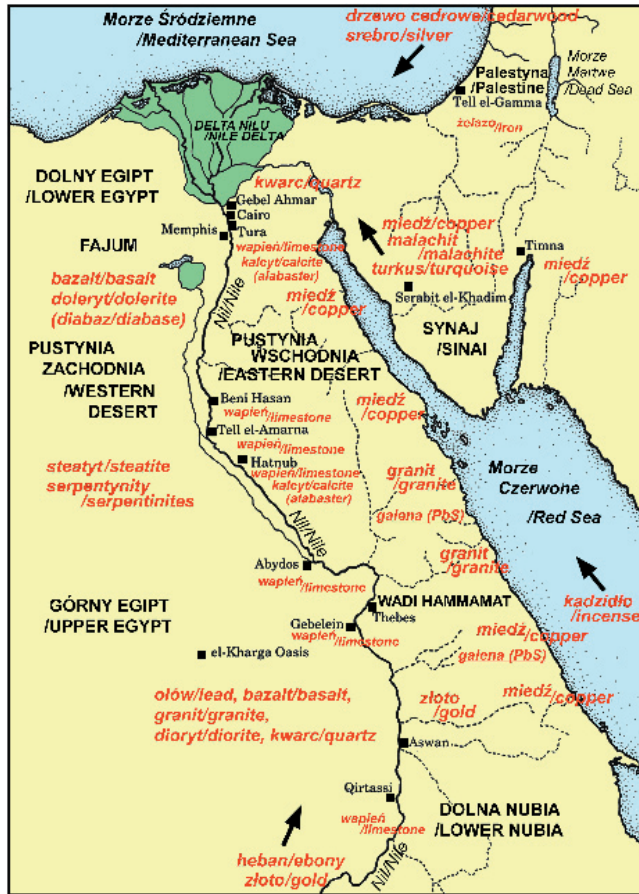 drzewo cedrowe/cedarwood
srebro/silver
Morze Śródziemne
/Mediterranean Sea
Palestyna
/Palestine
Tell el-Gamma
żelazo/iron
Morze
Martwe
/Dead Sea
DELTA NILU
/NILE DELTA
DOLNY EGIPT
/LOWER EGYPT
kwarc/quartz
Gebel Ahmar
Cairo
Tura
Memphis
wapień/limestone
kalcyt/calcite
(alabaster)
FAJUM
bazalt/basalt
doleryt/dolerite
(diabaz/diabase)
miedź/copper
malachit
/malachite
turkus/turquoise
Timna
miedź
/copper
Serabit el-Khadim
SYNAJ
/SINAI
miedź
/copper
Nil/Nile
PUSTYNIA
WSCHODNIA
/EASTERN DESERT
PUSTYNIA
ZACHODNIA
/WESTERN
DESERT
Beni Hasan
wapień/limestone
Tell el-Amarna
wapień/limestone
Hatnub
wapień/limestone
kalcyt/calcite
(alabaster)
miedź
/copper
steatyt/steatite
serpentynity
/serpentinites
granit
/granite
galena (PbS)
Morze
Czerwone
/Red Sea
Nil/Nile
granit
/granite
Abydos
wapień/limestone
kadzidło
/incense
WADI HAMMAMAT
Thebes
GÓRNY EGIPT
/UPPER EGYPT
Gebelein
wapień/limestone
miedź/copper
galena (PbS)
el-Kharga Oasis
ołów/lead, bazalt/basalt,
granit/granite,
dioryt/diorite, kwarc/quartz
złoto
/gold
miedź/copper
Aswan
Qirtassi
wapień/limestone
DOLNA NUBIA
/LOWER NUBIA
heban/ebony
złoto/gold
Nil/Nile